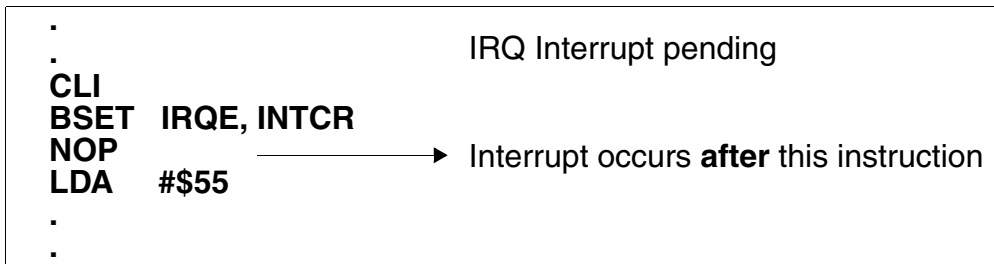 .
. IRQ Interrupt pending
CLI
BSET IRQE, INTCR
NOP Interrupt occurs after this instruction
LDA #$55
.
.